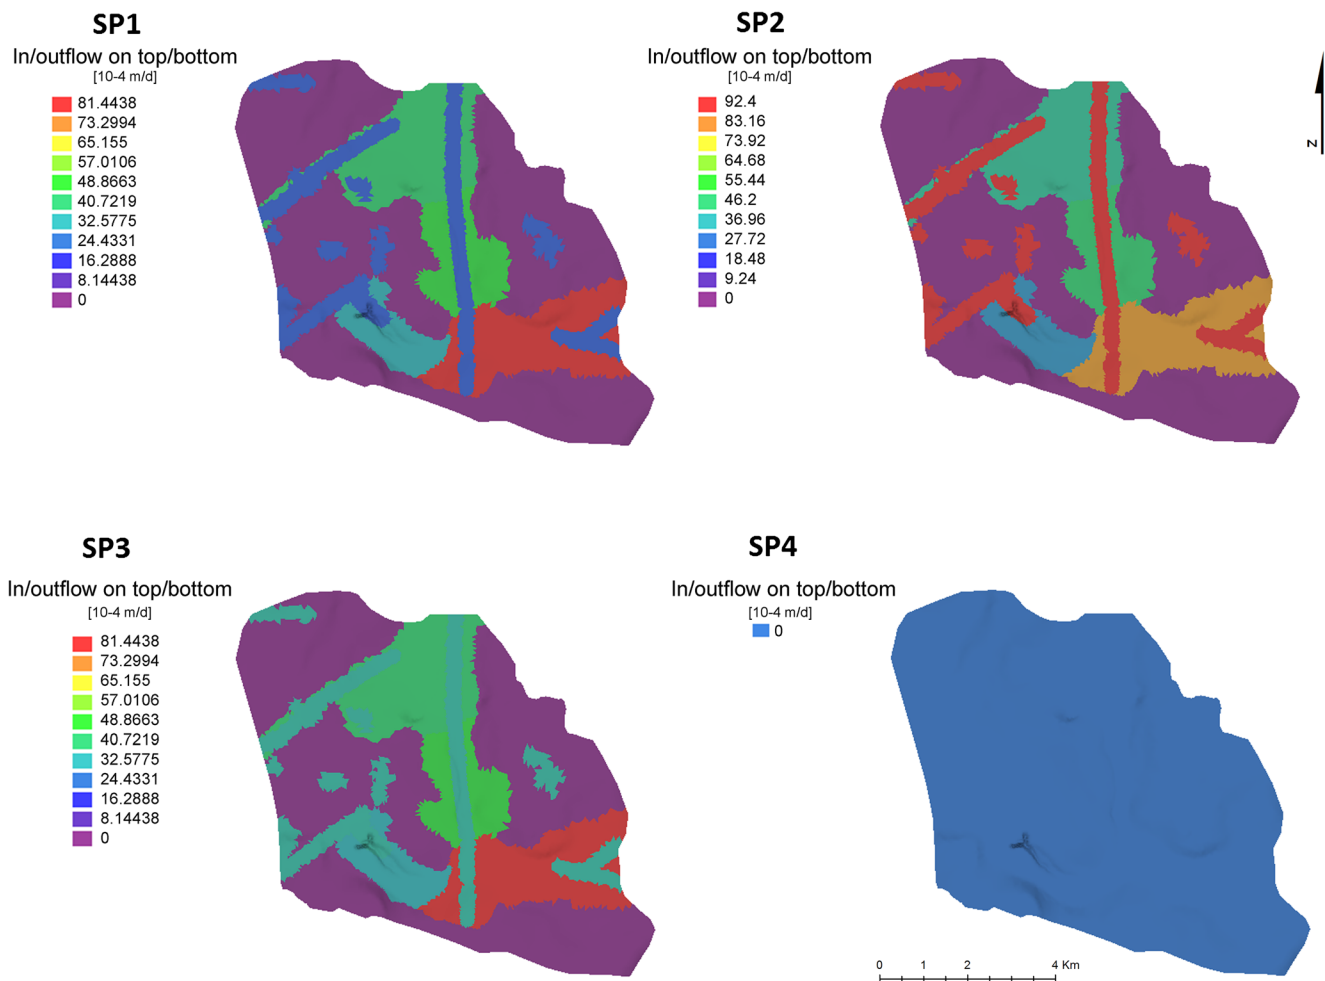 SP1
In/outflow on top/bottom
[10-4 m/d]
81.4438
73.2994
65.155
57.0106
48.8663
40.7219
32.5775
24.4331
16.2888
8.14438
0
SP2
In/outflow on top/bottom
[10-4 m/d]
92.4
83.16
73.92
64.68
55.44
46.2
36.96
27.72
18.48
9.24
0
N
SP3
In/outflow on top/bottom
[10-4 m/d]
81.4438
73.2994
65.155
57.0106
48.8663
40.7219
32.5775
24.4331
16.2888
8.14438
0
SP4
In/outflow on top/bottom
[10-4 m/d]
0
0 1 2 4 Km